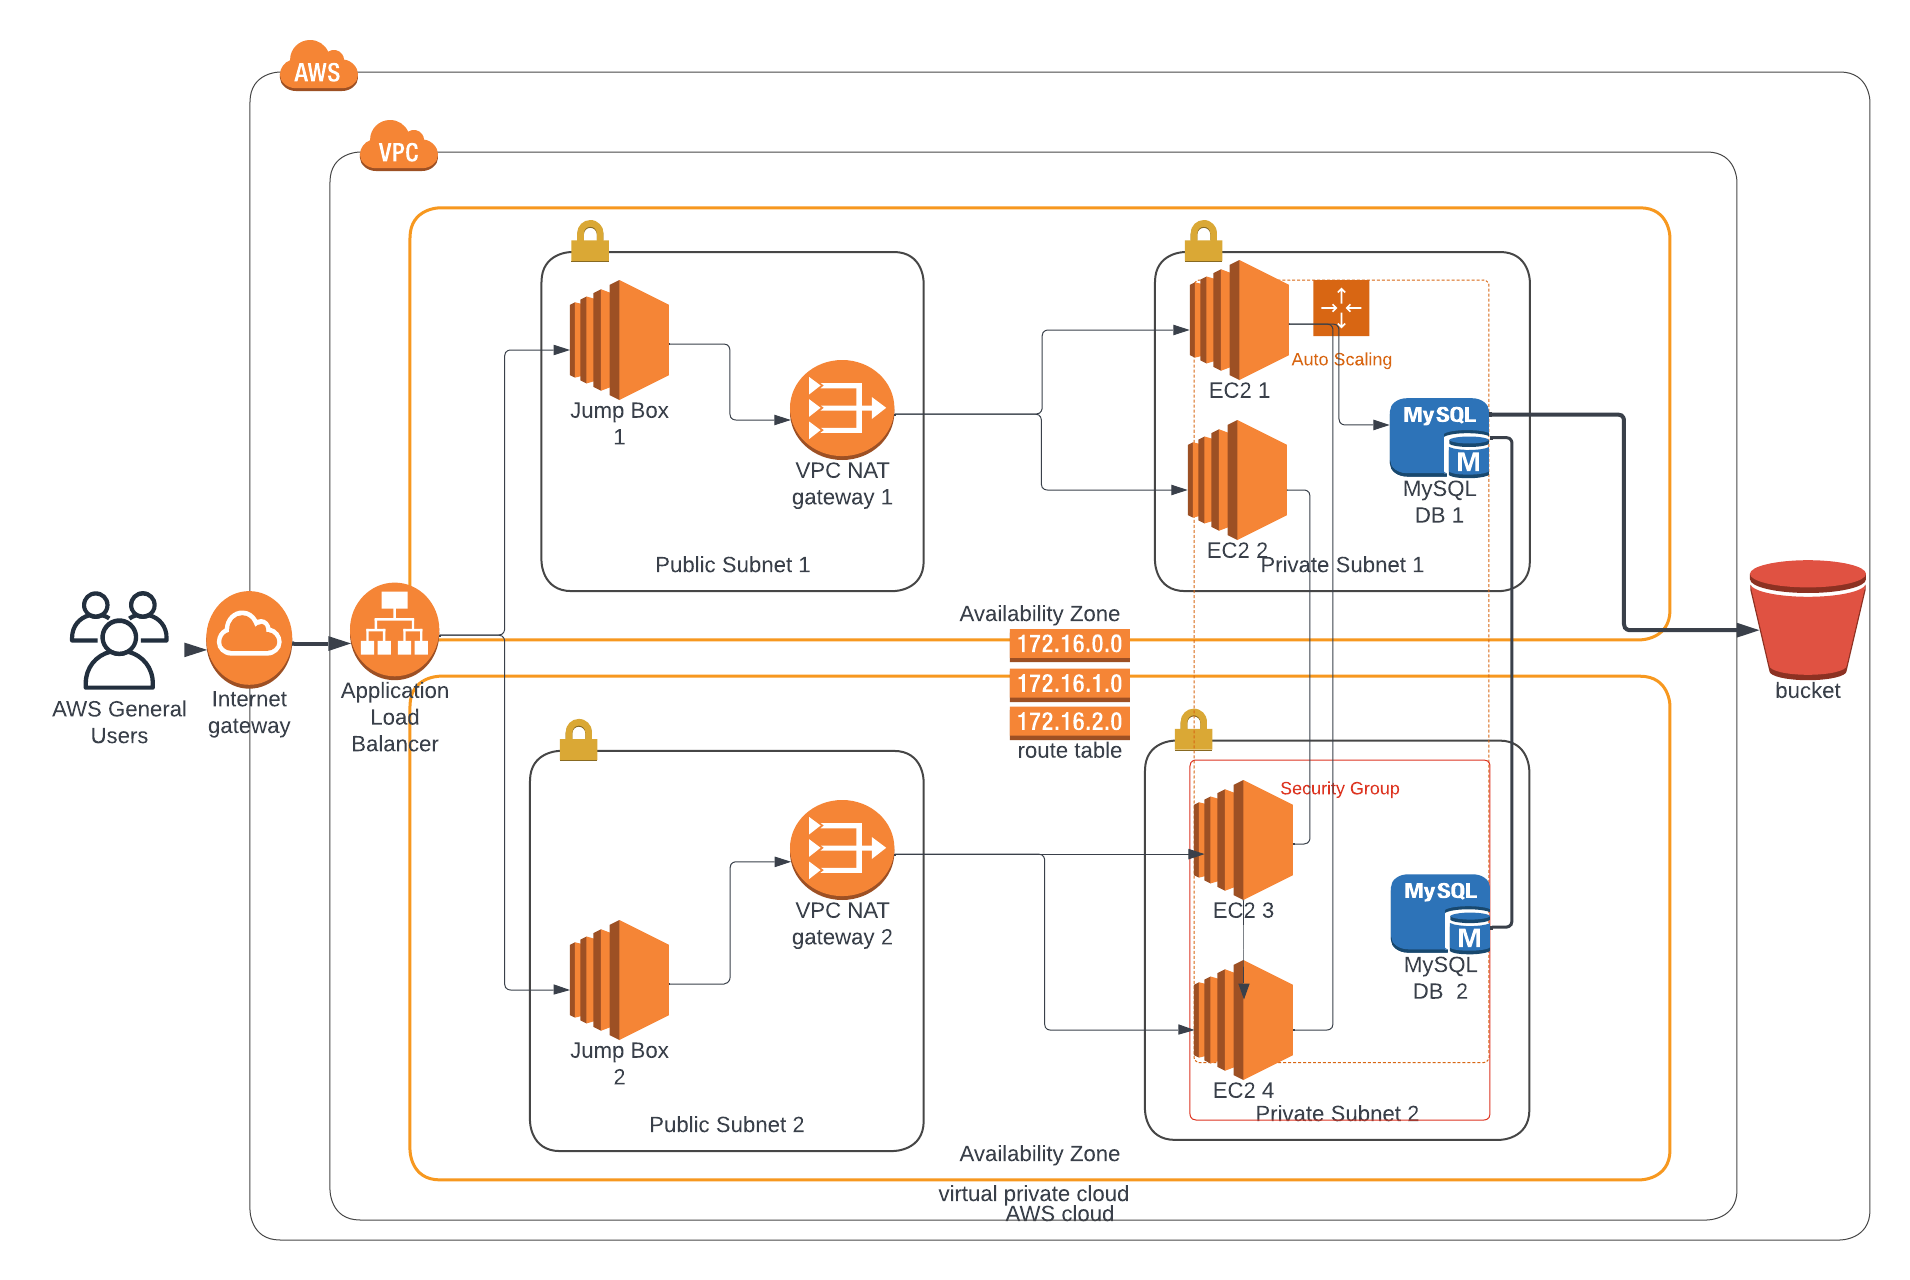 AWS
VPC
Jump Box
1
VPC NAT
gateway 1
Public Subnet 1
EC2 1
Auto Scaling
EC2 2
MySQL
M
MySQL
DB 1
Private Subnet 1
Availability Zone
172.16.0.0
172.16.1.0
172.16.2.0
route table
AWS General
Users
Internet
gateway
Application
Load
Balancer
bucket
VPC NAT
gateway 2
Jump Box
2
Public Subnet 2
Security Group
EC2 3
MySQL
M
MySQL
DB 2
EC2 4
Private Subnet 2
Availability Zone
virtual private cloud
AWS cloud